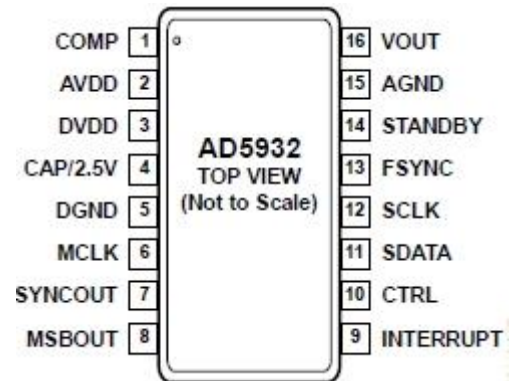 COMP 1 16 VOUT
AVDD 2 15 AGND
DVDD 3 14 STANDBY
CAP/2.5V 4 AD5932 13 FSYNC
TOP VIEW
DGND 5 (Not to Scale) 12 SCLK
MCLK 6 11 SDATA
SYNCOUT 7 10 CTRL
MSBOUT 8 9 INTERRUPT